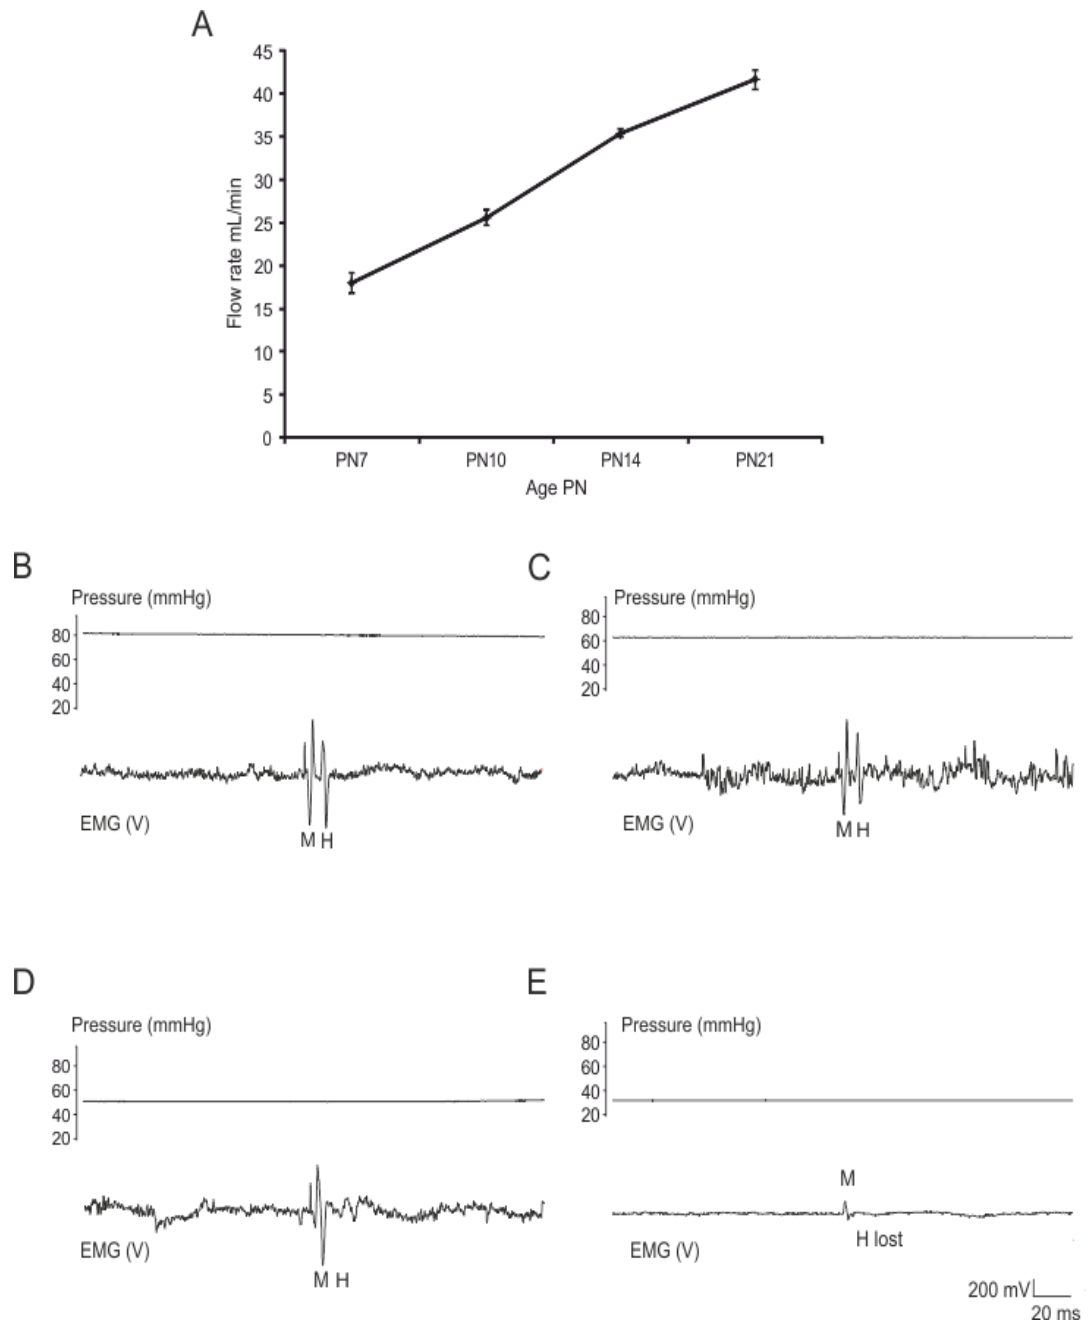 A
45
40
35
30
25
20
15
10
5
0
Flow rate mL/min
PN7 PN10 PN14 PN21
Age PN
B
Pressure (mmHg)
80
60
40
20
EMG (V)
M H
C
Pressure (mmHg)
80
60
40
20
EMG (V)
M H
D
Pressure (mmHg)
80
60
40
20
EMG (V)
M H
E
Pressure (mmHg)
80
60
40
20
M
H lost
EMG (V)
200 mV
20 ms